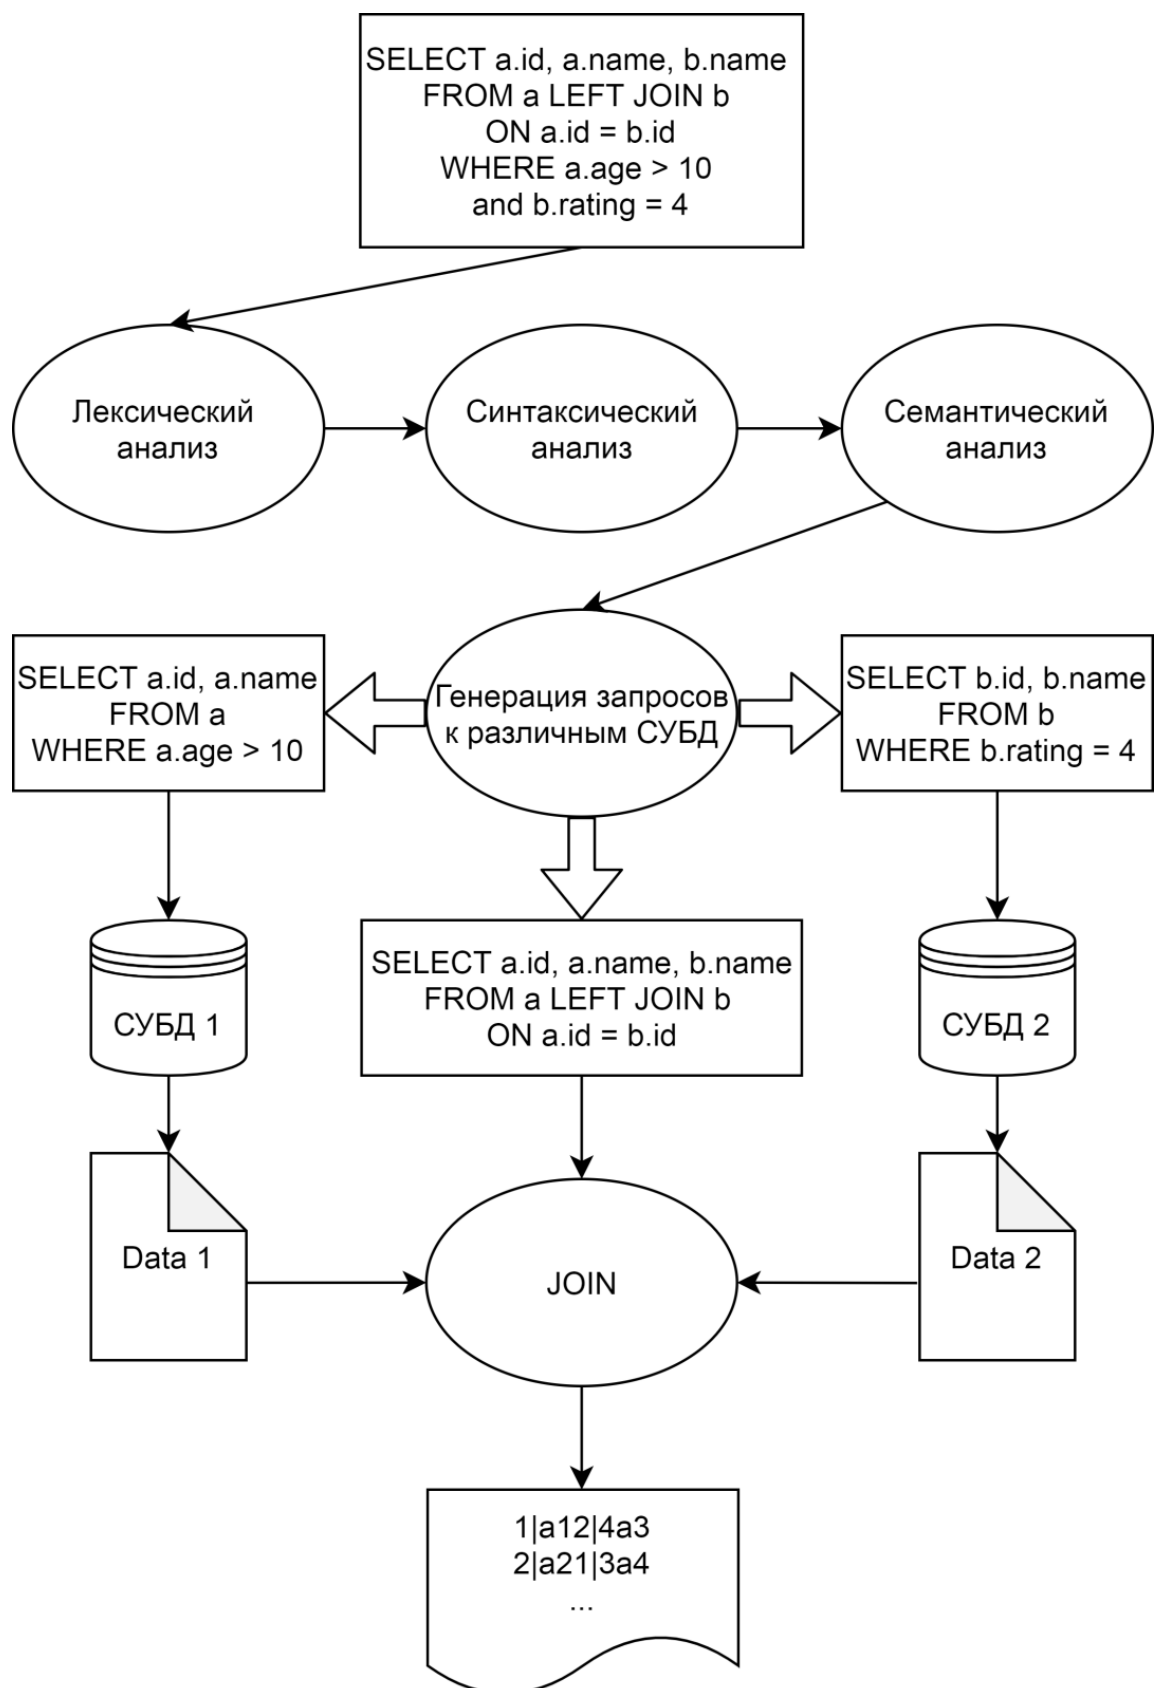 SELECT a.id, a.name, b.name
FROM a LEFT JOIN b
ON a.id = b.id
WHERE a.age > 10
and b.rating = 4
Лексический
анализ
Синтаксический
анализ
Семантический
анализ
SELECT a.id, a.name
FROM a
WHERE a.age > 10
Генерация запросов
к различным СУБД
SELECT b.id, b.name
FROM b
WHERE b.rating = 4
СУБД 1
SELECT a.id, a.name, b.name
FROM a LEFT JOIN b
ON a.id = b.id
СУБД 2
Data 1
JOIN
Data 2
1|a12|4a3
2|a21|3a4
...